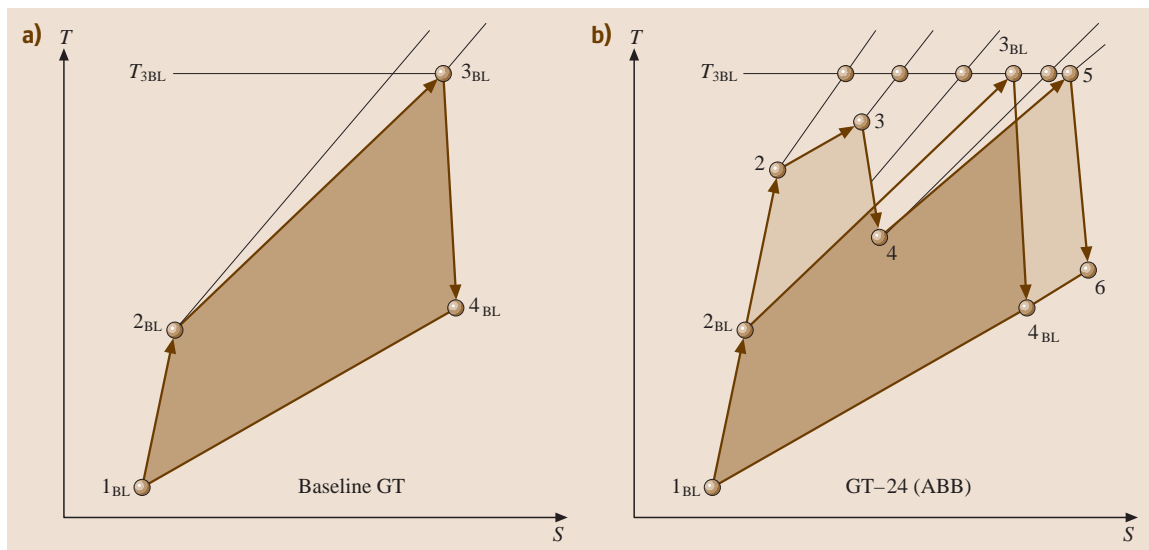 a)
T
T3BL
3BL
2BL
4BL
1BL
Baseline GT
S
b)
T
T3BL
3BL
5
3
2
4
2BL
6
4BL
1BL
GT–24 (ABB)
S